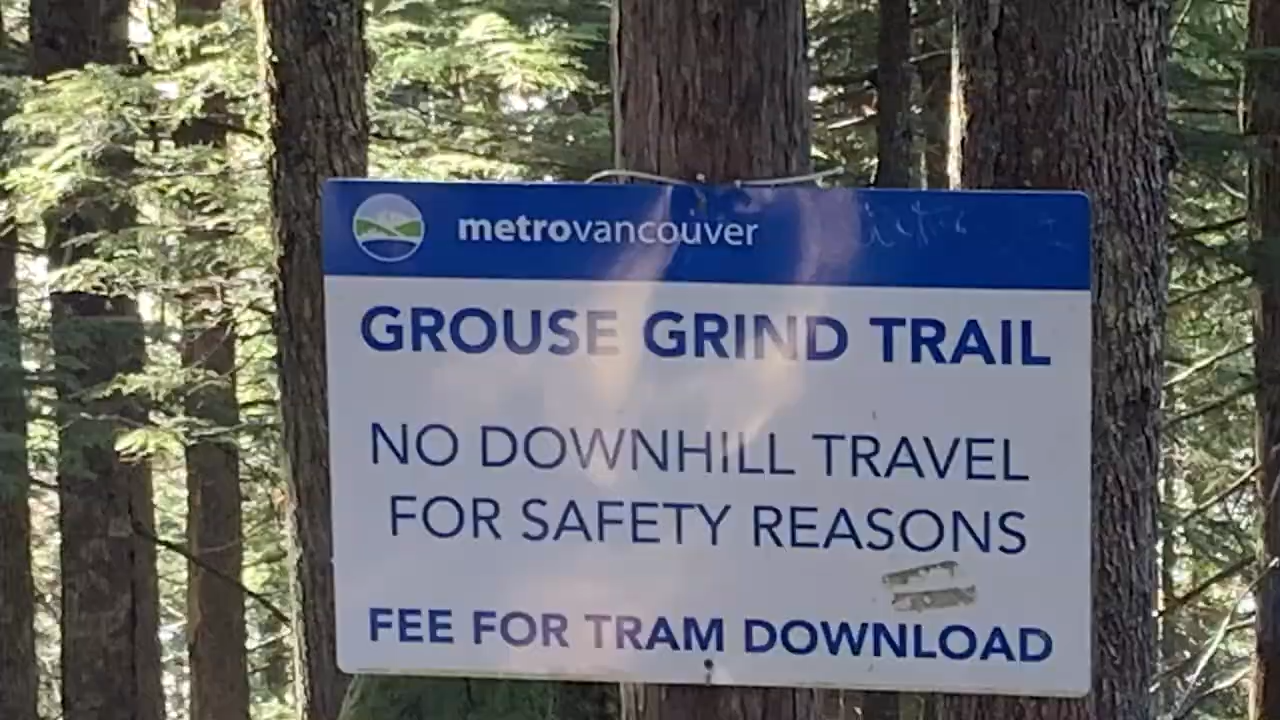 metrovancouver
GROUSE GRIND TRAIL
NO DOWNHILL TRAVEL
FOR SAFETY REASONS
FEE FOR TRAM DOWNLOAD